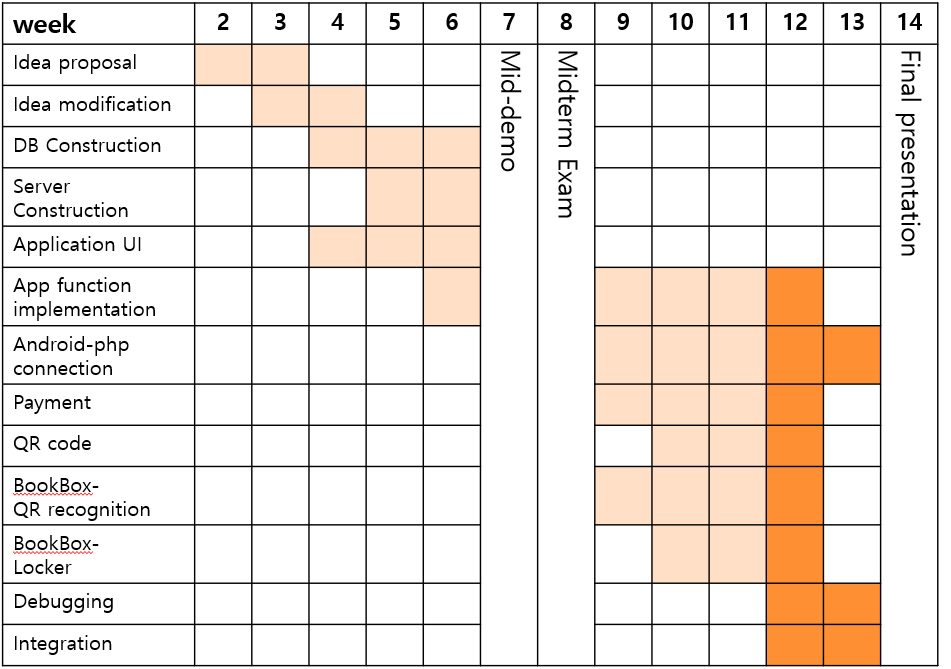 week 2 3 4 5 6 7 8 9 10 11 12 13 14
Idea proposal
Idea modification
DB Construction
Server
Construction
Application UI
App function
implementation
Android-php
connection
Payment
QR code
BookBox-
QR recognition
BookBox-
Locker
Debugging
Integration
Mid-demo
Midterm Exam
Final presentation